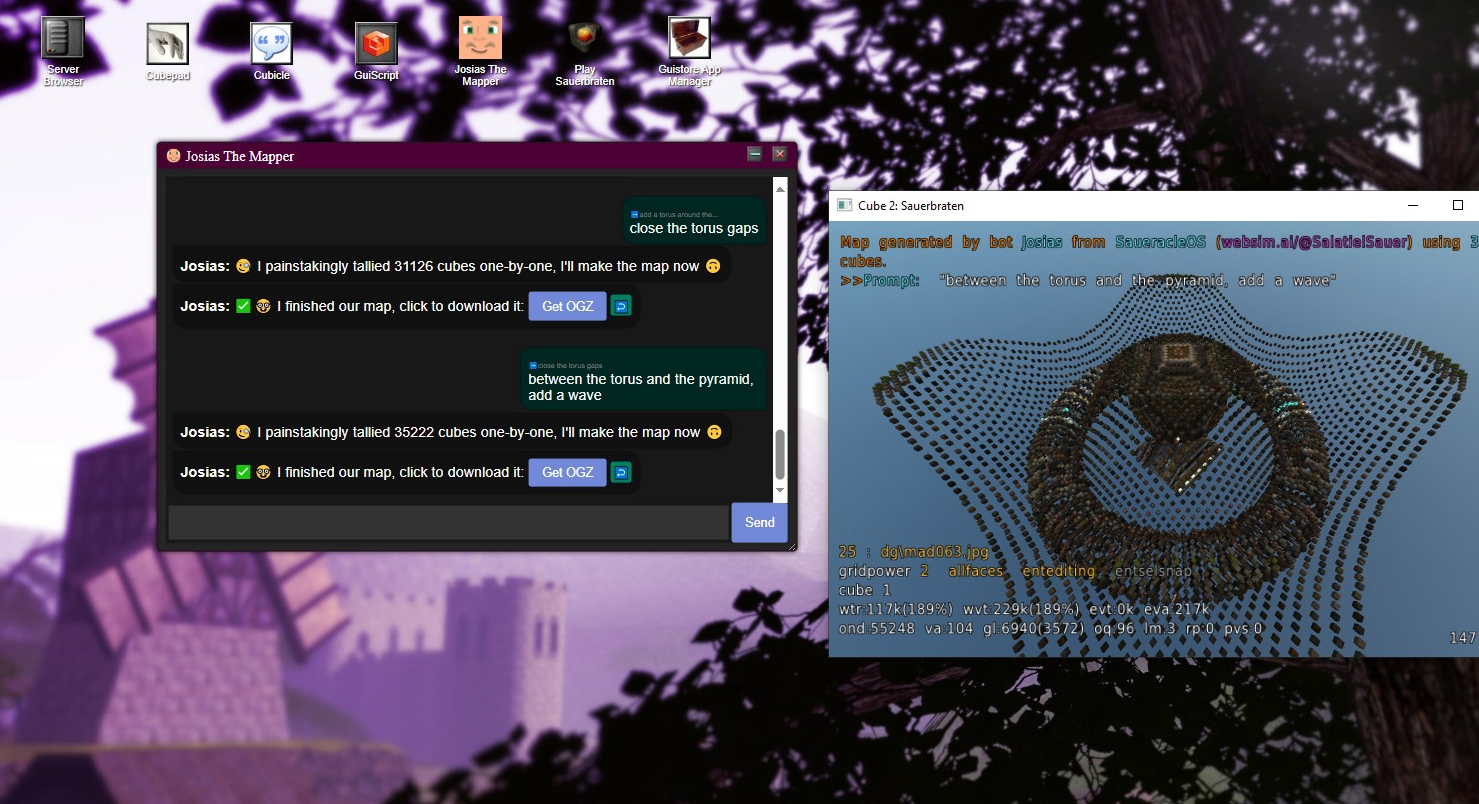 Server
Browser
Cubepad
Cubicle
GuiScript
Josias The
Mapper
Play
Sauerbraten
Guistore App
Manager
Josias The Mapper
add a torus around the...
close the torus gaps
Josias: 🧐 I painstakingly tallied 31126 cubes one-by-one, I'll make the map now 🙃
Josias: ✅ 🤓 I finished our map, click to download it: Get OGZ
close the torus gaps
between the torus and the pyramid,
add a wave
Josias: 🧐 I painstakingly tallied 35222 cubes one-by-one, I'll make the map now 🙃
Josias: ✅ 🤓 I finished our map, click to download it: Get OGZ
Send
Cube 2: Sauerbraten
Map generated by bot Josias from SaueracleOS (websim.ai/@SalatielSauer) using 3
cubes.
>>Prompt: "between the torus and the pyramid, add a wave"
25 : dg\mad063.jpg
gridpower 2 allfaces entediting entselsnap
cube 1
wtr:117k(189%) wvt:229k(189%) evt:0k eva:217k
ond:55248 va:104 gl:6940(3572) oq:96 lm:3 rp:0 pvs:0
147